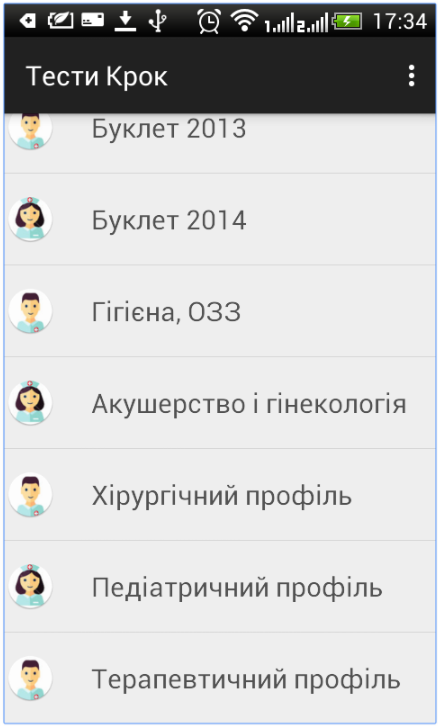 17:34
Тести Крок
Буклет 2013
Буклет 2014
Гігієна, ОЗЗ
Акушерство і гінекологія
Хірургічний профіль
Педіатричний профіль
Терапевтичний профіль